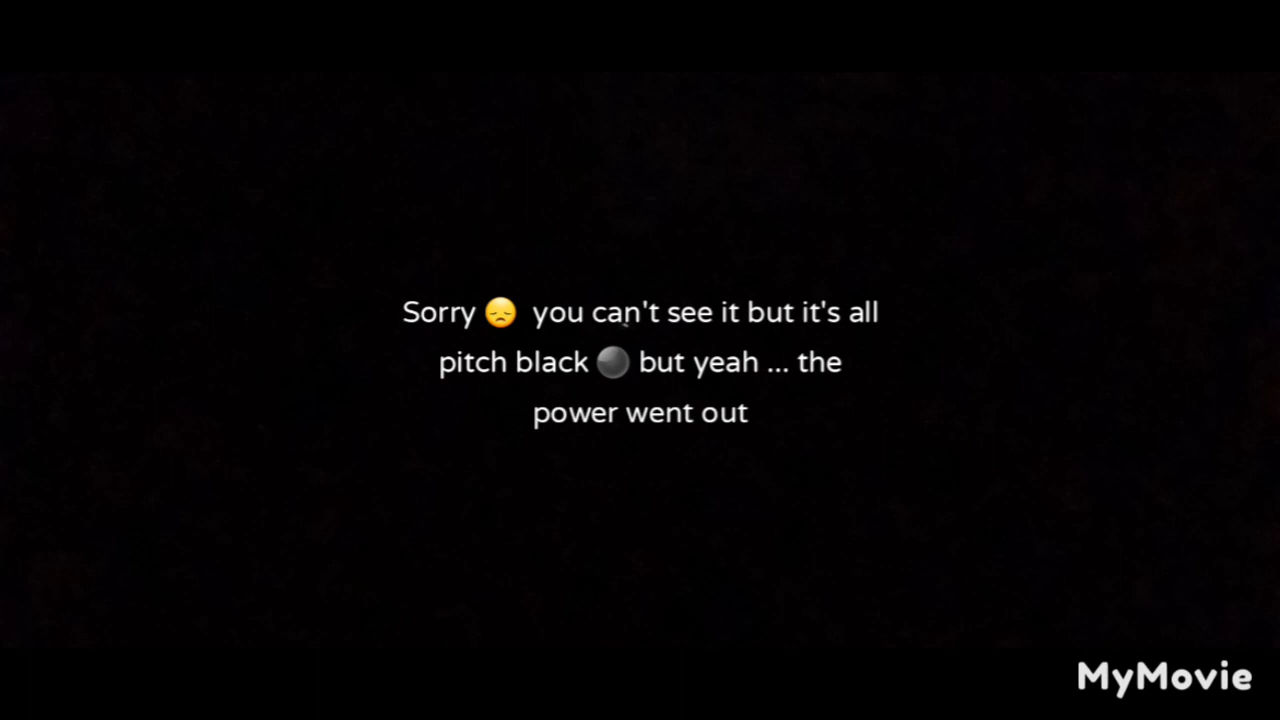 Sorry 😞 you can't see it but it's all
pitch black 🌑 but yeah ... the
power went out
MyMovie